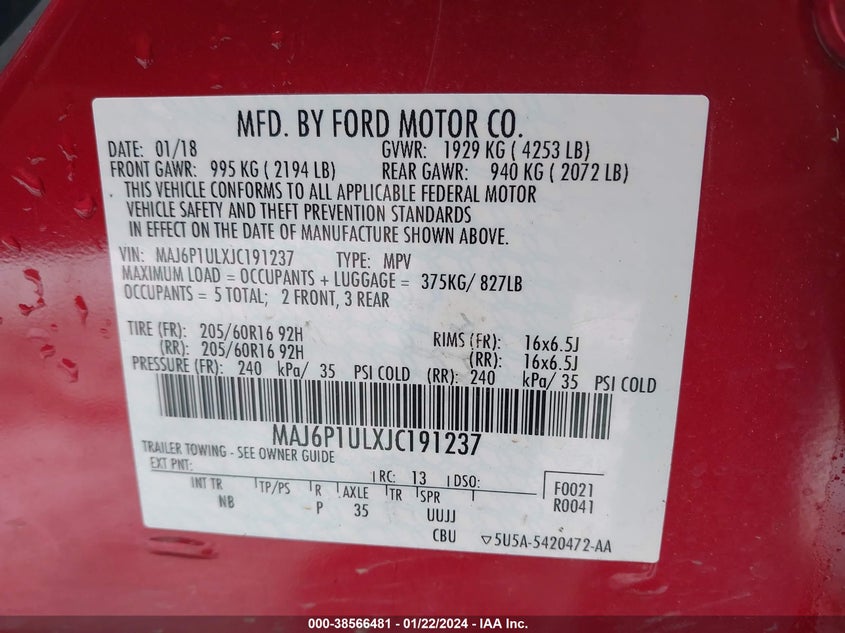 MFD. BY FORD MOTOR CO.
DATE: 01/18 GVWR: 1929 KG ( 4253 LB)
FRONT GAWR: 995 KG ( 2194 LB) REAR GAWR: 940 KG ( 2072 LB)
THIS VEHICLE CONFORMS TO ALL APPLICABLE FEDERAL MOTOR
VEHICLE SAFETY AND THEFT PREVENTION STANDARDS
IN EFFECT ON THE DATE OF MANUFACTURE SHOWN ABOVE.
VIN: MAJ6P1ULXJC191237 TYPE: MPV
MAXIMUM LOAD = OCCUPANTS + LUGGAGE = 375KG/ 827LB
OCCUPANTS = 5 TOTAL; 2 FRONT, 3 REAR
TIRE (FR): 205/60R16 92H RIMS (FR): 16x6.5J
(RR): 205/60R16 92H (RR): 16x6.5J
PRESSURE (FR): 240 kPa/ 35 PSI COLD (RR): 240 kPa/ 35 PSI COLD
MAJ6P1ULXJC191237
TRAILER TOWING - SEE OWNER GUIDE
EXT PNT: RC: 13 DSO: F0021
INT TR TP/PS R AXLE TR SPR R0041
NB P 35 UUJJ
CBU ▽5U5A-5420472-AA
000-38566481 - 01/22/2024 - IAAI Inc.